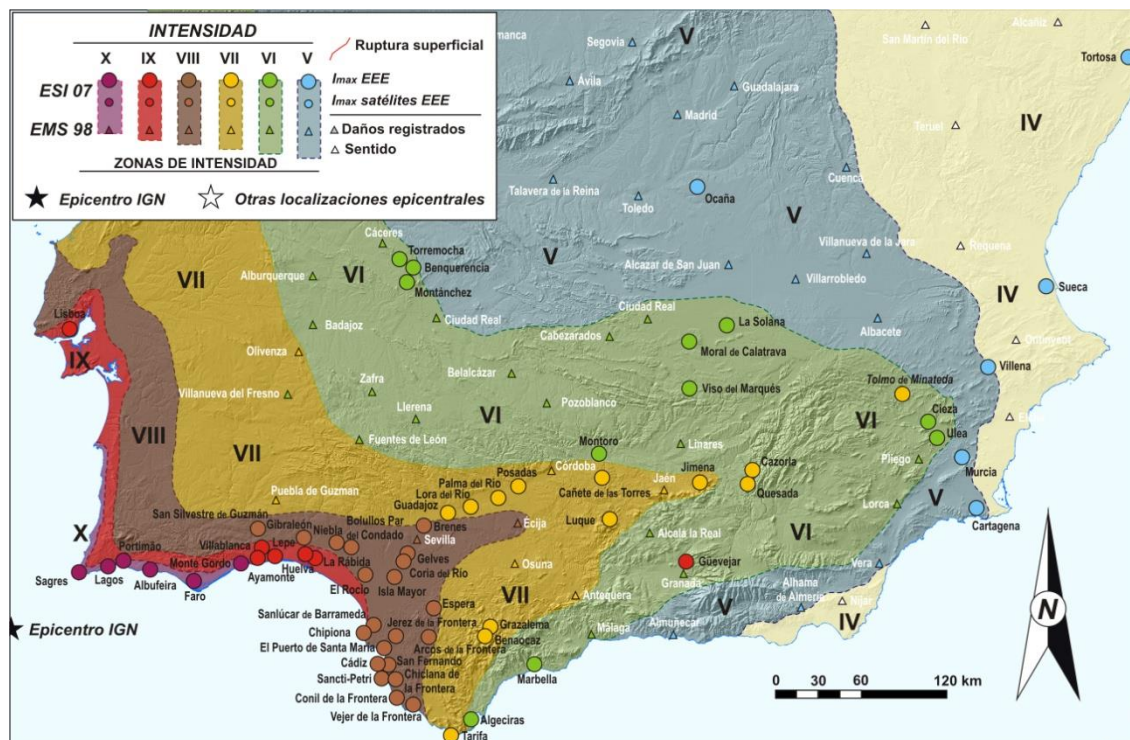 INTENSIDAD
X IX VIII VII VI V
ESI 07
EMS 98
ZONAS DE INTENSIDAD
Ruptura superficial
Imax EEE
Imax satélites EEE
Daños registrados
Sentido
Epicentro IGN
Otras localizaciones epicentrales
Segovia
V
San Martín del Río
Alcañiz
Tortosa
Ávila
Guadalajara
Madrid
Teruel
IV
Talavera de la Reina
Toledo
Ocaña
Cuenca
V
Cáceres
Torremocha
Benquerencia
Montánchez
VII
VI
Alburquerque
V
Alcazar de San Juan
Villanueva de la Jara
Villarrobledo
Requena
IV
Sueca
Lisboa
IX
Badajoz
Ciudad Real
Ciudad Real
Cabezarados
La Solana
Moral de Calatrava
Albacete
Villena
Olivenza
Villanueva del Fresno
Zafra
Belalcázar
Viso del Marqués
Tolmo de Minateda
Llerena
VI
Pozoblanco
VI
Cieza
Ulea
VIII
VII
Fuentes de León
Montoro
Linares
Pliego
Murcia
Puebla de Guzman
Posadas
Córdoba
Jimena
Cazorla
Palma del Río
Lora del Río
Guadajoz
Cañete de las Torres
Jaén
Quesada
Lorca
V
Cartagena
San Silvestre de Guzmán
Gibraleón
Niebla
Bolullos Par
del Condado
Brenes
Écija
Luque
X
Portimão
Villablanca
Lepe
Sevilla
Alcalá la Real
VI
Monte Gordo
La Rábida
Gelves
Sagres
Lagos
Albufeira
Faro
Ayamonte
Huelva
Coria del Río
Osuna
Güevejar
Granada
Vera
El Rocío
Isla Mayor
Alhama
de Almería
Níjar
Sanlúcar de Barrameda
Espera
VII
Antequera
V
IV
Epicentro IGN
Chipiona
Jerez de la Frontera
Grazalema
Málaga
Almuñecar
El Puerto de Santa María
Arcos de la Frontera
Benaocaz
Cádiz
San Fernando
Marbella
Sancti-Petri
Chiclana de
la Frontera
Conil de la Frontera
Vejer de la Frontera
Algeciras
Tarifa
N
0 30 60 120 km